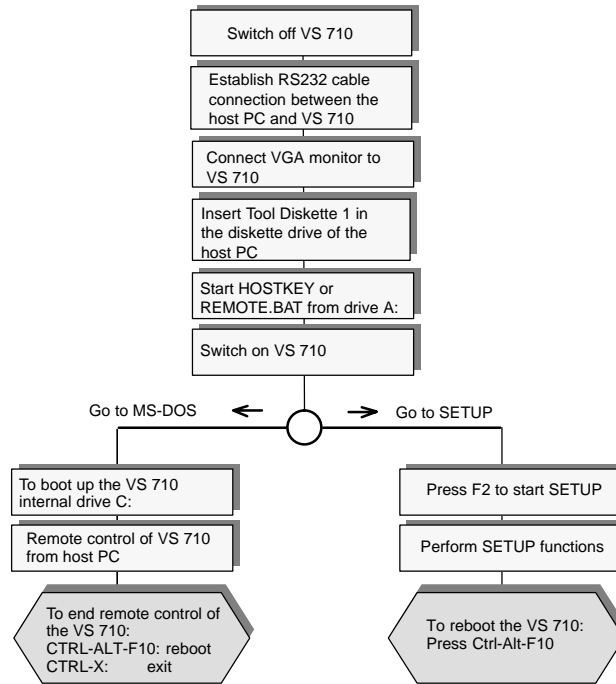 Switch off VS 710
Establish RS232 cable
connection between the
host PC and VS 710
Connect VGA monitor to
VS 710
Insert Tool Diskette 1 in
the diskette drive of the
host PC
Start HOSTKEY or
REMOTE.BAT from drive A:
Switch on VS 710
Go to MS-DOS
Go to SETUP
To boot up the VS 710
internal drive C:
Remote control of VS 710
from host PC
To end remote control of
the VS 710:
CTRL-ALT-F10: reboot
CTRL-X: exit
Press F2 to start SETUP
Perform SETUP functions
To reboot the VS 710:
Press Ctrl-Alt-F10